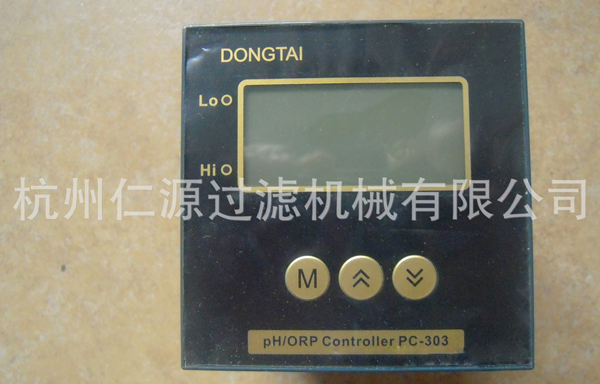 DONGTAI
Lo
Hi
杭州仁源过滤机械有限公司
M
pH/ORP Controller PC-303